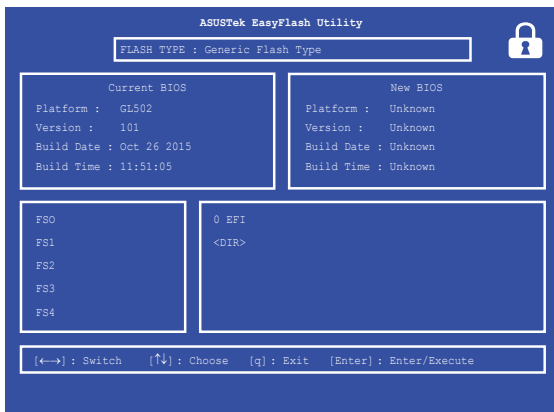 ASUSTek EasyFlash Utility
FLASH TYPE : Generic Flash Type
Current BIOS
Platform : GL502
Version : 101
Build Date : Oct 26 2015
Build Time : 11:51:05
New BIOS
Platform : Unknown
Version : Unknown
Build Date : Unknown
Build Time : Unknown
FSO
FS1
FS2
FS3
FS4
0 EFI
<DIR>
[←→] : Switch [↑↓] : Choose [q] : Exit [Enter] : Enter/Execute